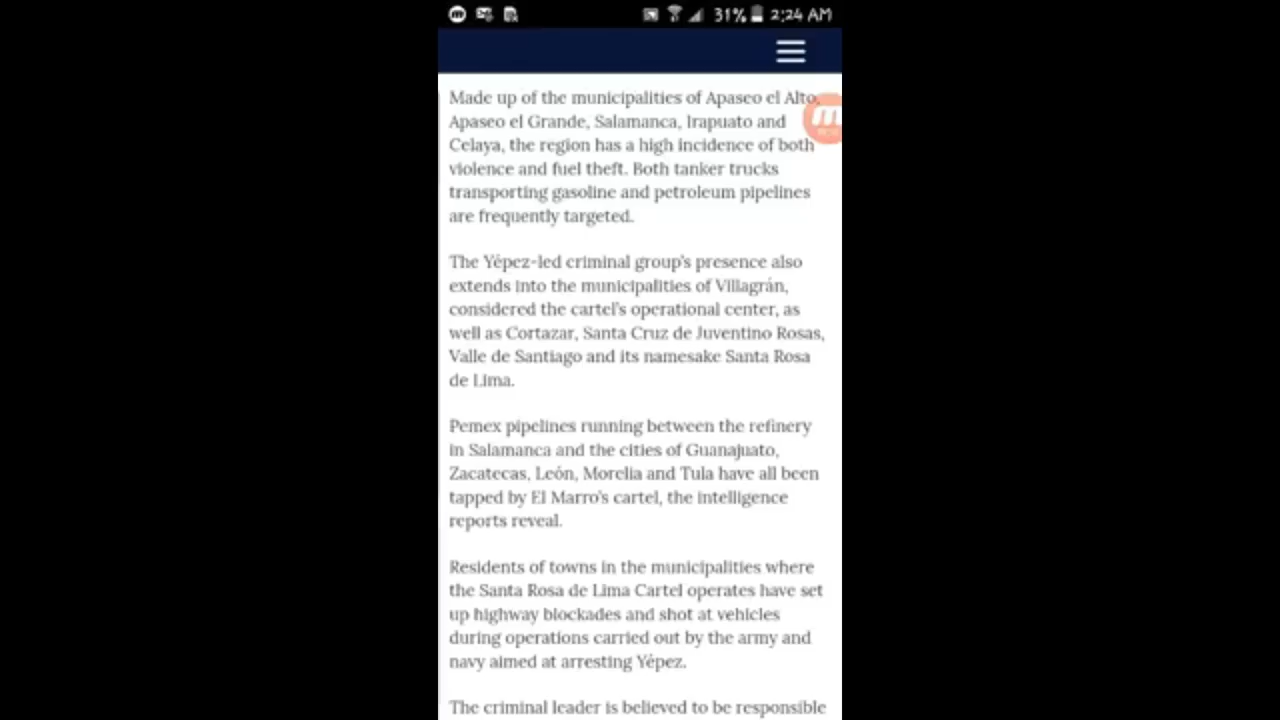 31% 2:24 AM
Made up of the municipalities of Apaseo el Alto,
Apaseo el Grande, Salamanca, Irapuato and
Celaya, the region has a high incidence of both
violence and fuel theft. Both tanker trucks
transporting gasoline and petroleum pipelines
are frequently targeted.
The Yépez-led criminal group's presence also
extends into the municipalities of Villagrán,
considered the cartel's operational center, as
well as Cortazar, Santa Cruz de Juventino Rosas,
Valle de Santiago and its namesake Santa Rosa
de Lima.
Pemex pipelines running between the refinery
in Salamanca and the cities of Guanajuato,
Zacatecas, León, Morelia and Tula have all been
tapped by El Marro's cartel, the intelligence
reports reveal.
Residents of towns in the municipalities where
the Santa Rosa de Lima Cartel operates have set
up highway blockades and shot at vehicles
during operations carried out by the army and
navy aimed at arresting Yépez.
The criminal leader is believed to be responsible